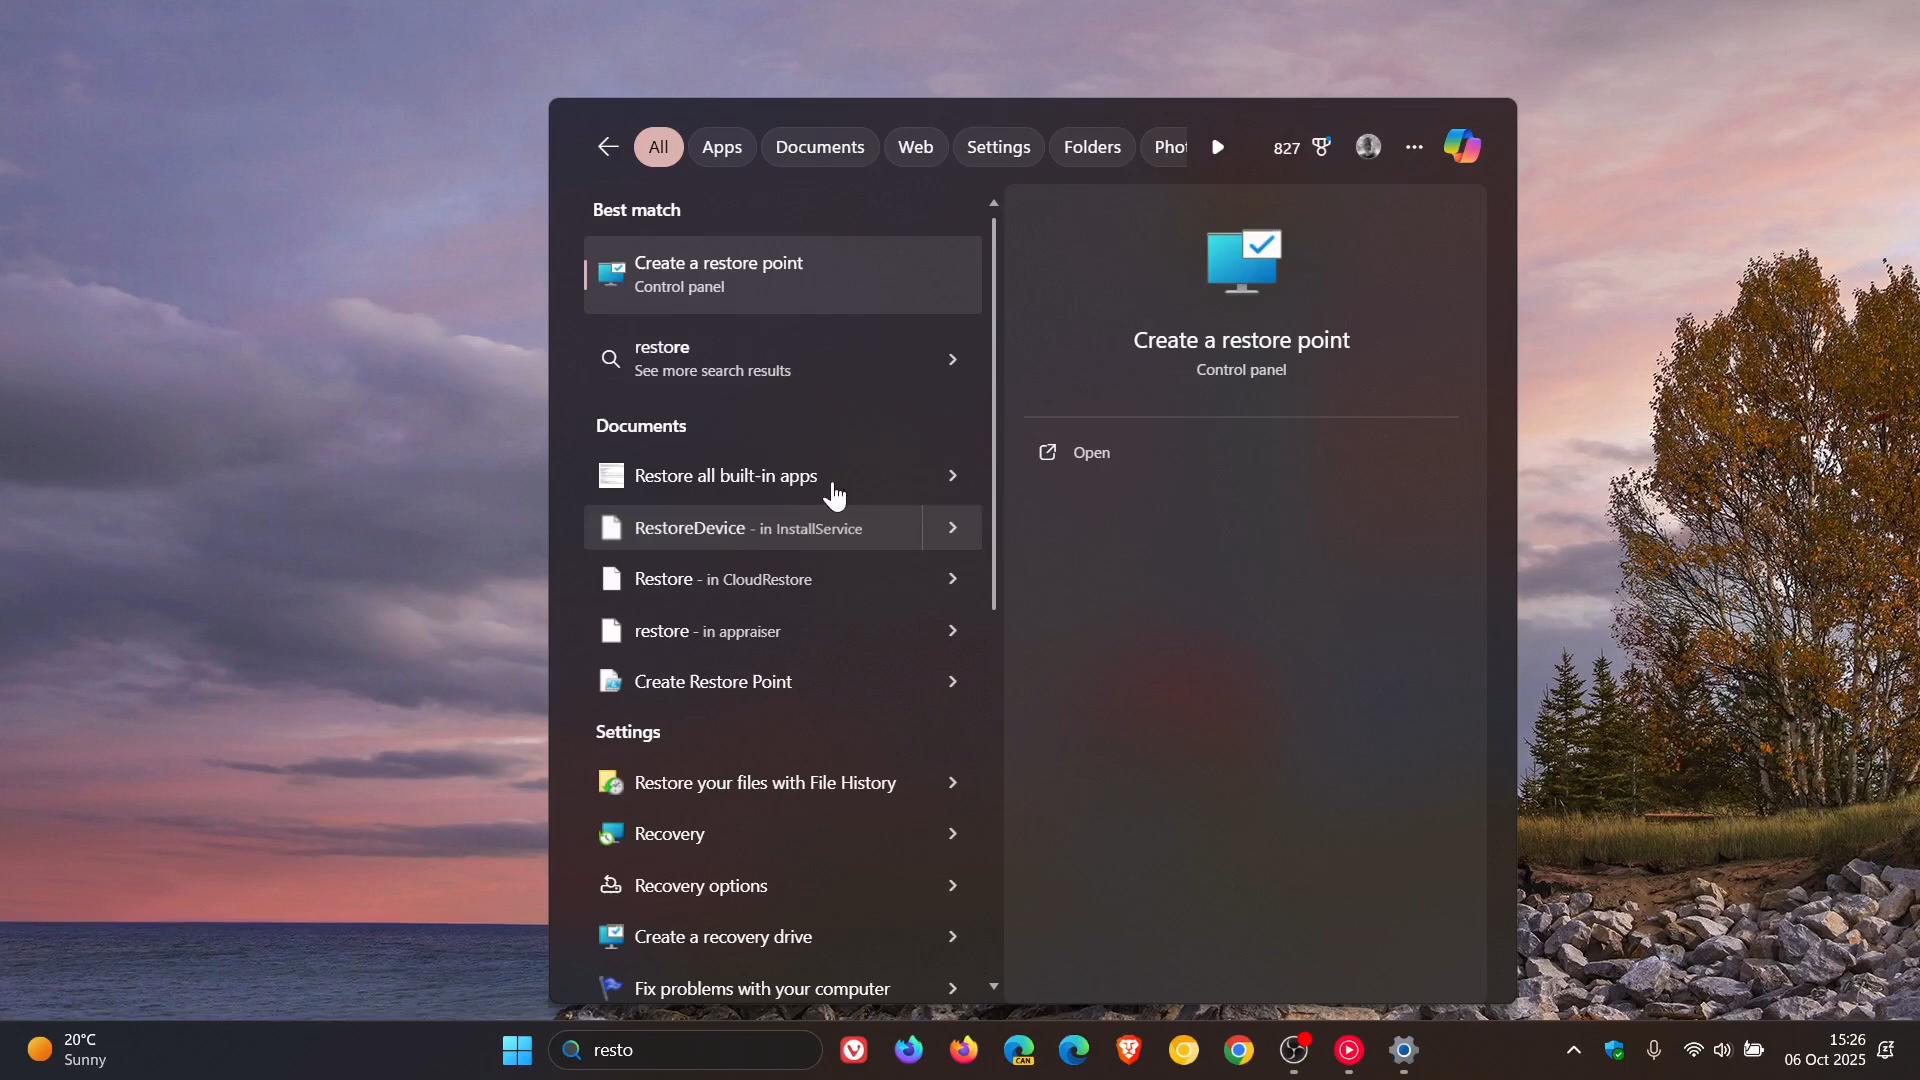 All
Apps
Documents
Web
Settings
Folders
Phot
827
Best match
Create a restore point
Control panel
restore
See more search results
Documents
Restore all built-in apps
RestoreDevice - in InstallService
Restore - in CloudRestore
restore - in appraiser
Create Restore Point
Settings
Restore your files with File History
Recovery
Recovery options
Create a recovery drive
Fix problems with your computer
Create a restore point
Control panel
Open
20°C
Sunny
resto
CAN
15:26
06 Oct 2025